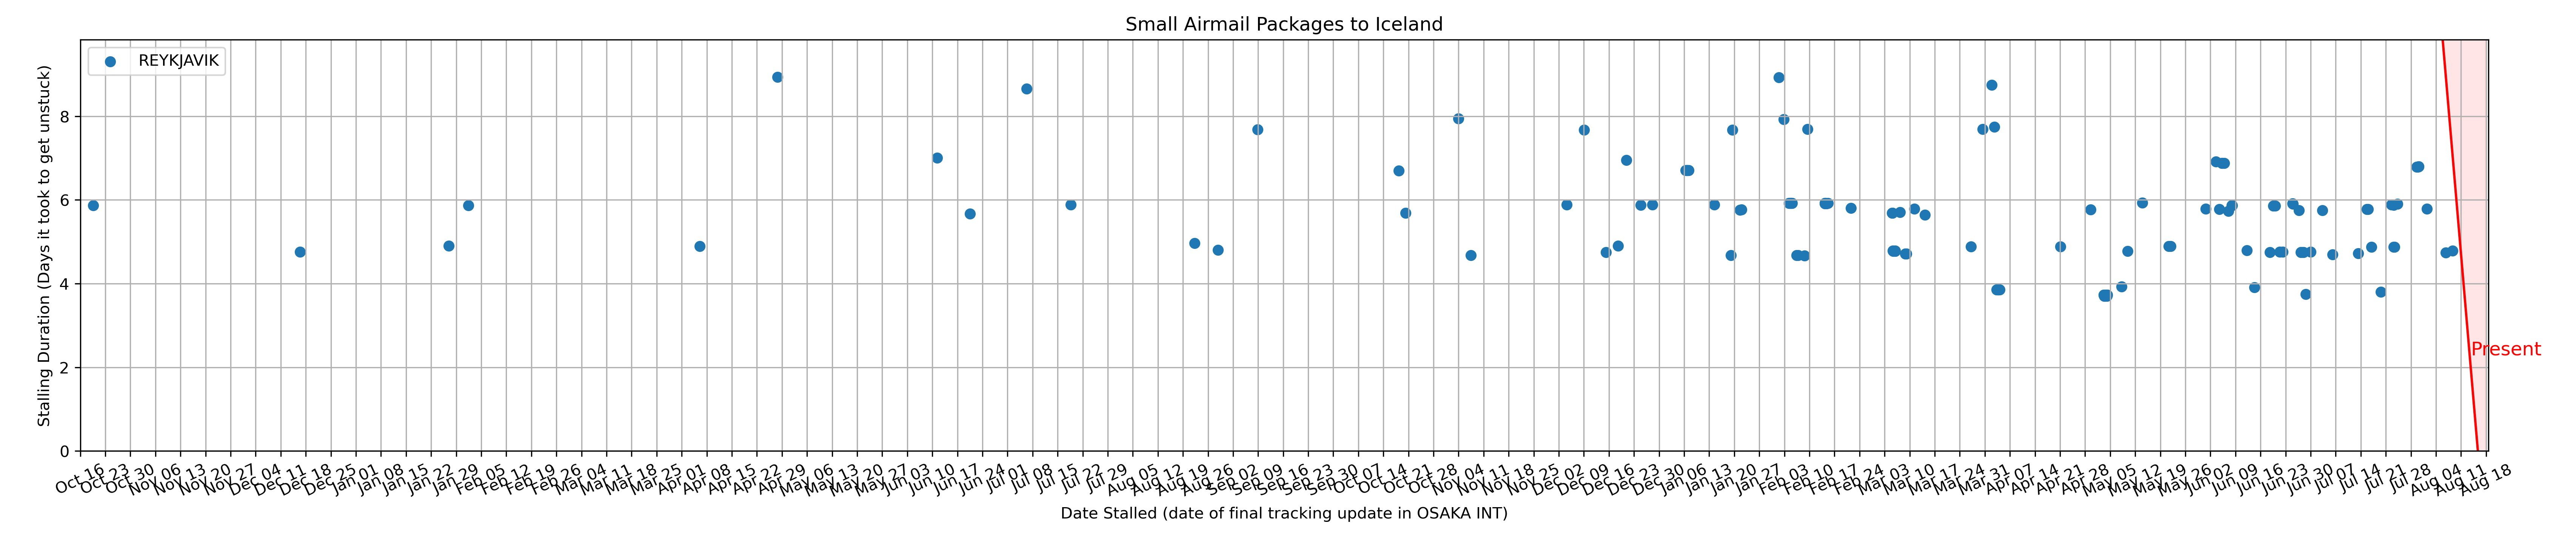 Small Airmail Packages to Iceland
REYKJAVIK
Stalling Duration (Days it took to get unstuck)
8
6
4
2
0
Present
Oct 16 Oct 23 Oct 30 Nov 06 Nov 13 Nov 20 Nov 27 Dec 04 Dec 11 Dec 18 Dec 25 Jan 01 Jan 08 Jan 15 Jan 22 Jan 29 Feb 05 Feb 12 Feb 19 Feb 26 Mar 04 Mar 11 Mar 18 Mar 25 Apr 01 Apr 08 Apr 15 Apr 22 Apr 29 May 06 May 13 May 20 May 27 Jun 03 Jun 10 Jun 17 Jun 24 Jul 01 Jul 08 Jul 15 Jul 22 Jul 29 Aug 05 Aug 12 Aug 19 Aug 26 Sep 02 Sep 09 Sep 16 Sep 23 Sep 30 Oct 07 Oct 14 Oct 21 Oct 28 Nov 04 Nov 11 Nov 18 Nov 25 Dec 02 Dec 09 Dec 16 Dec 23 Dec 30 Jan 06 Jan 13 Jan 20 Jan 27 Feb 03 Feb 10 Feb 17 Feb 24 Mar 03 Mar 10 Mar 17 Mar 24 Mar 31 Apr 07 Apr 14 Apr 21 Apr 28 May 05 May 12 May 19 May 26 Jun 02 Jun 09 Jun 16 Jun 23 Jun 30 Jul 07 Jul 14 Jul 21 Jul 28 Aug 04 Aug 11 Aug 18
Date Stalled (date of final tracking update in OSAKA INT)